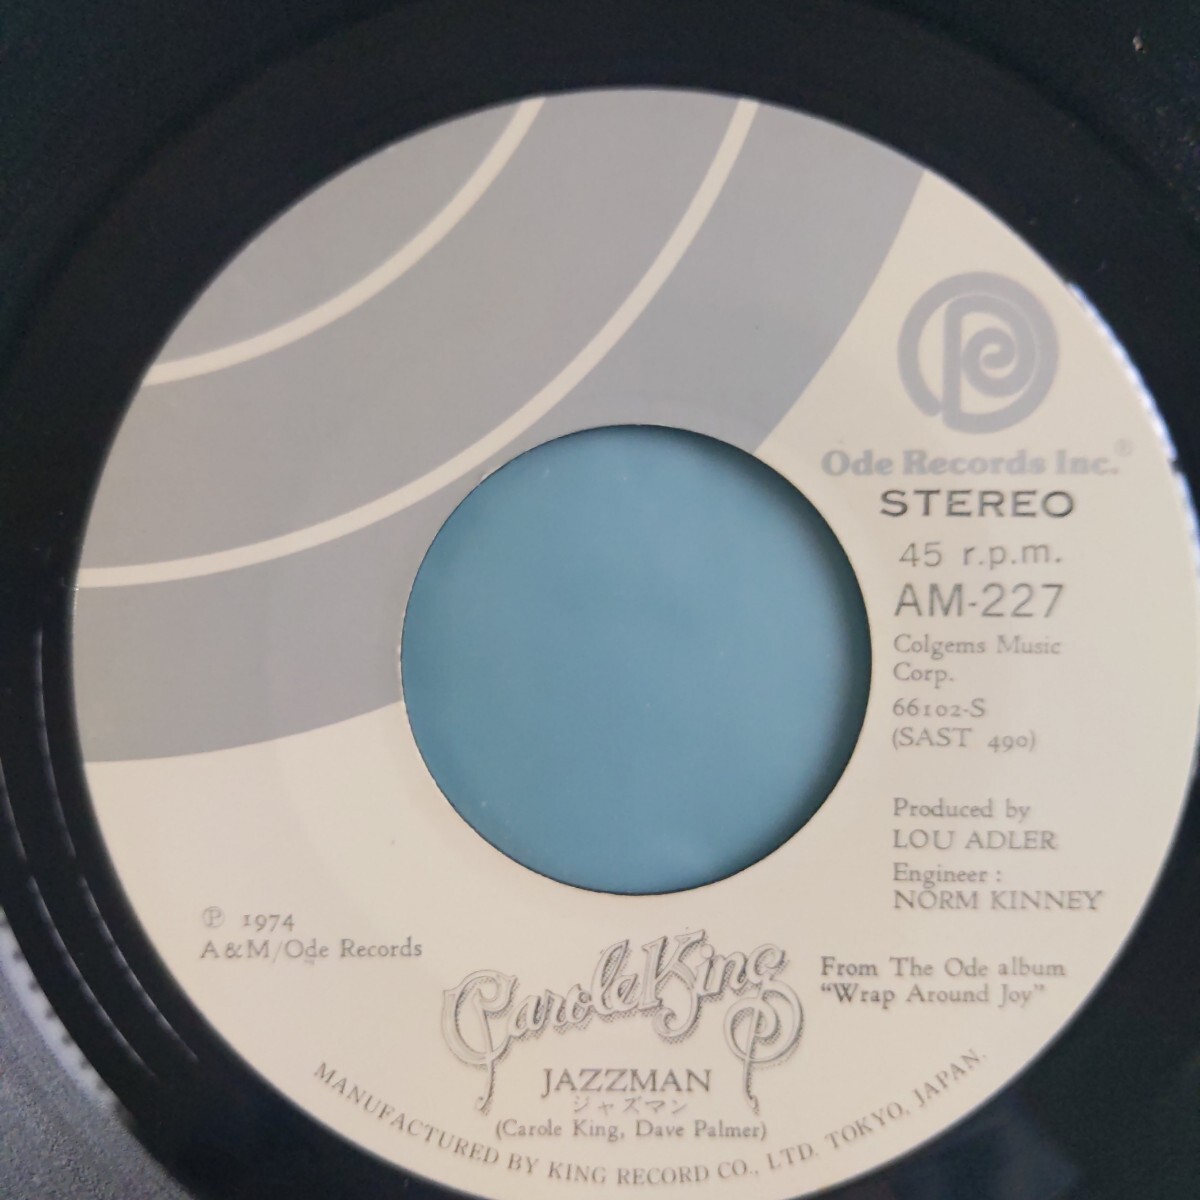 Ode Records Inc.®
STEREO
45 r.p.m.
AM-227
Colgems Music
Corp.
66102-S
(SAST 490)
Produced by
LOU ADLER
Engineer :
NORM KINNEY
℗ 1974
A&M/Ode Records
From The Ode album
"Wrap Around Joy"
Carole King
JAZZMAN
ジャズマン
(Carole King, Dave Palmer)
MANUFACTURED BY KING RECORD CO., LTD. TOKYO, JAPAN.